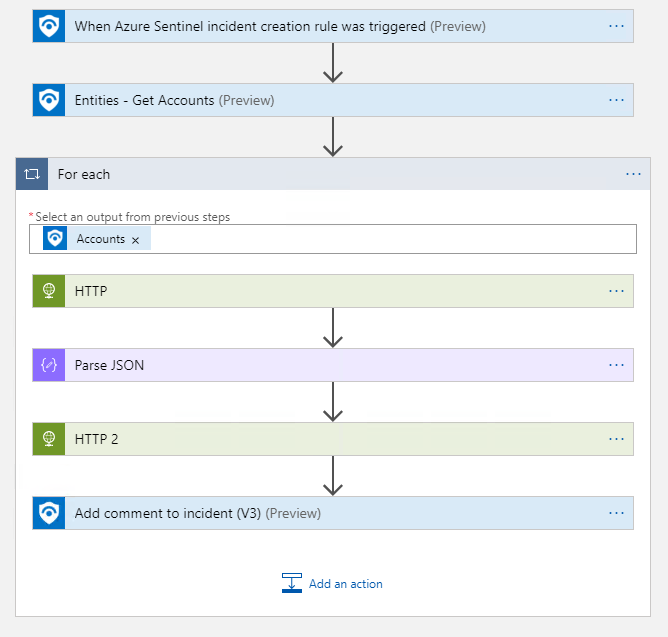 When Azure Sentinel incident creation rule was triggered (Preview)
Entities - Get Accounts (Preview)
For each
*Select an output from previous steps
Accounts ×
HTTP
Parse JSON
HTTP 2
Add comment to incident (V3) (Preview)
Add an action